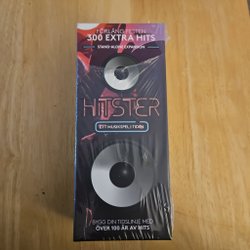 FÖRLÄNG FESTEN
300 EXTRA HITS
STAND-ALONE EXPANSION
HITSTER
ETT MUSIKSPEL I TIDEN
BYGG DIN TIDSLINJE MED
ÖVER 100 ÅR AV HITS